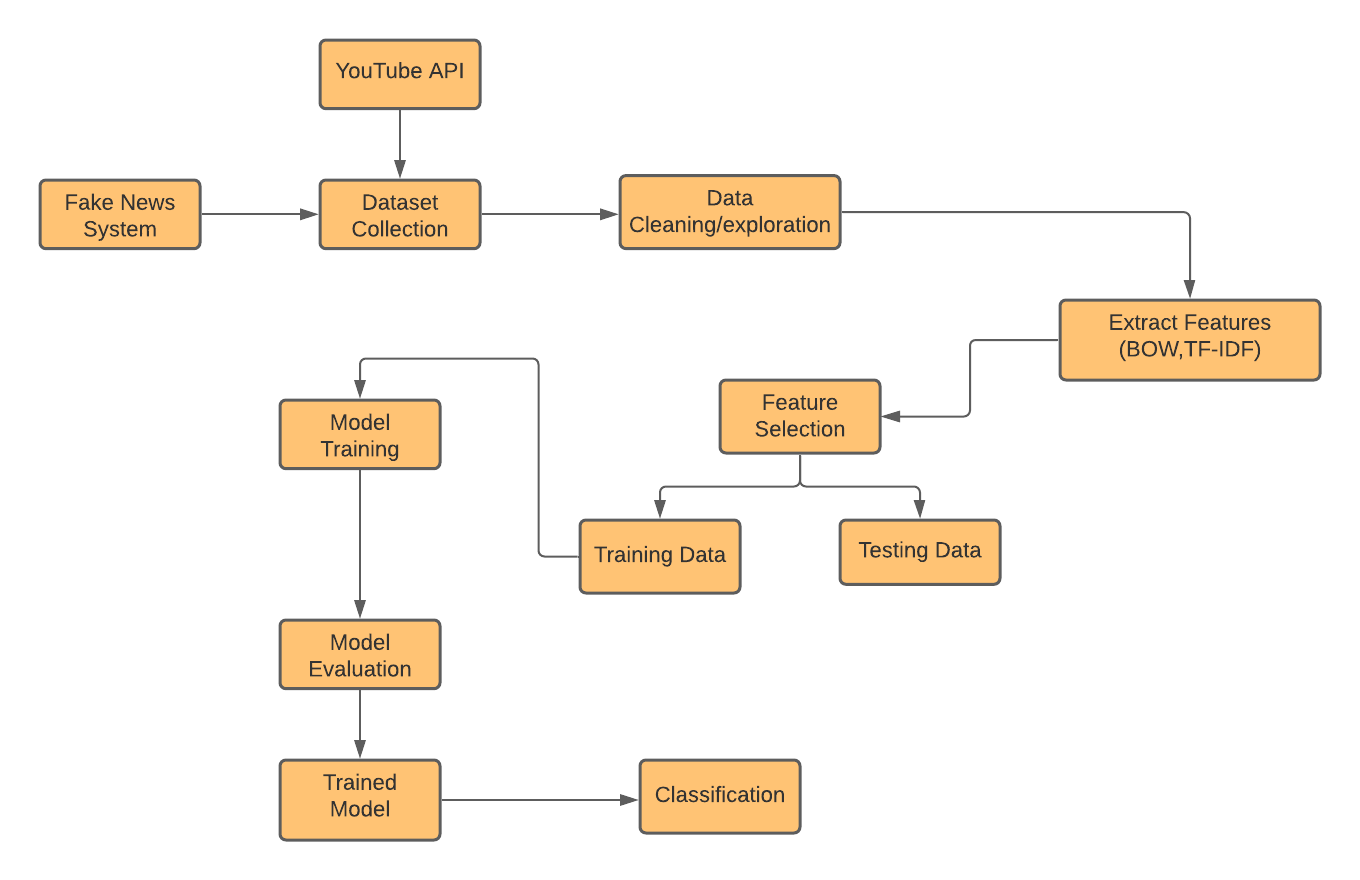 YouTube API
Fake News
System
Dataset
Collection
Data
Cleaning/exploration
Extract Features
(BOW,TF-IDF)
Feature
Selection
Model
Training
Training Data
Testing Data
Model
Evaluation
Trained
Model
Classification